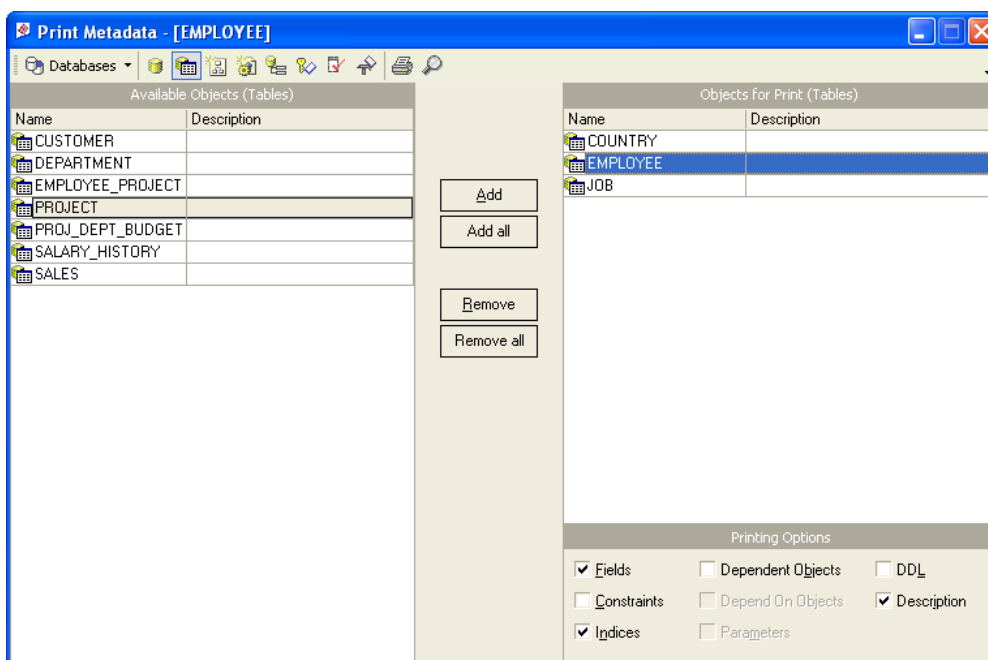 Print Metadata - [EMPLOYEE]
Databases
Available Objects (Tables)
Name Description
CUSTOMER
DEPARTMENT
EMPLOYEE_PROJECT
PROJECT
PROJ_DEPT_BUDGET
SALARY_HISTORY
SALES
Add
Add all
Remove
Remove all
Objects for Print (Tables)
Name Description
COUNTRY
EMPLOYEE
JOB
Printing Options
Fields Dependent Objects DDL
Constraints Depend On Objects Description
Indices Parameters